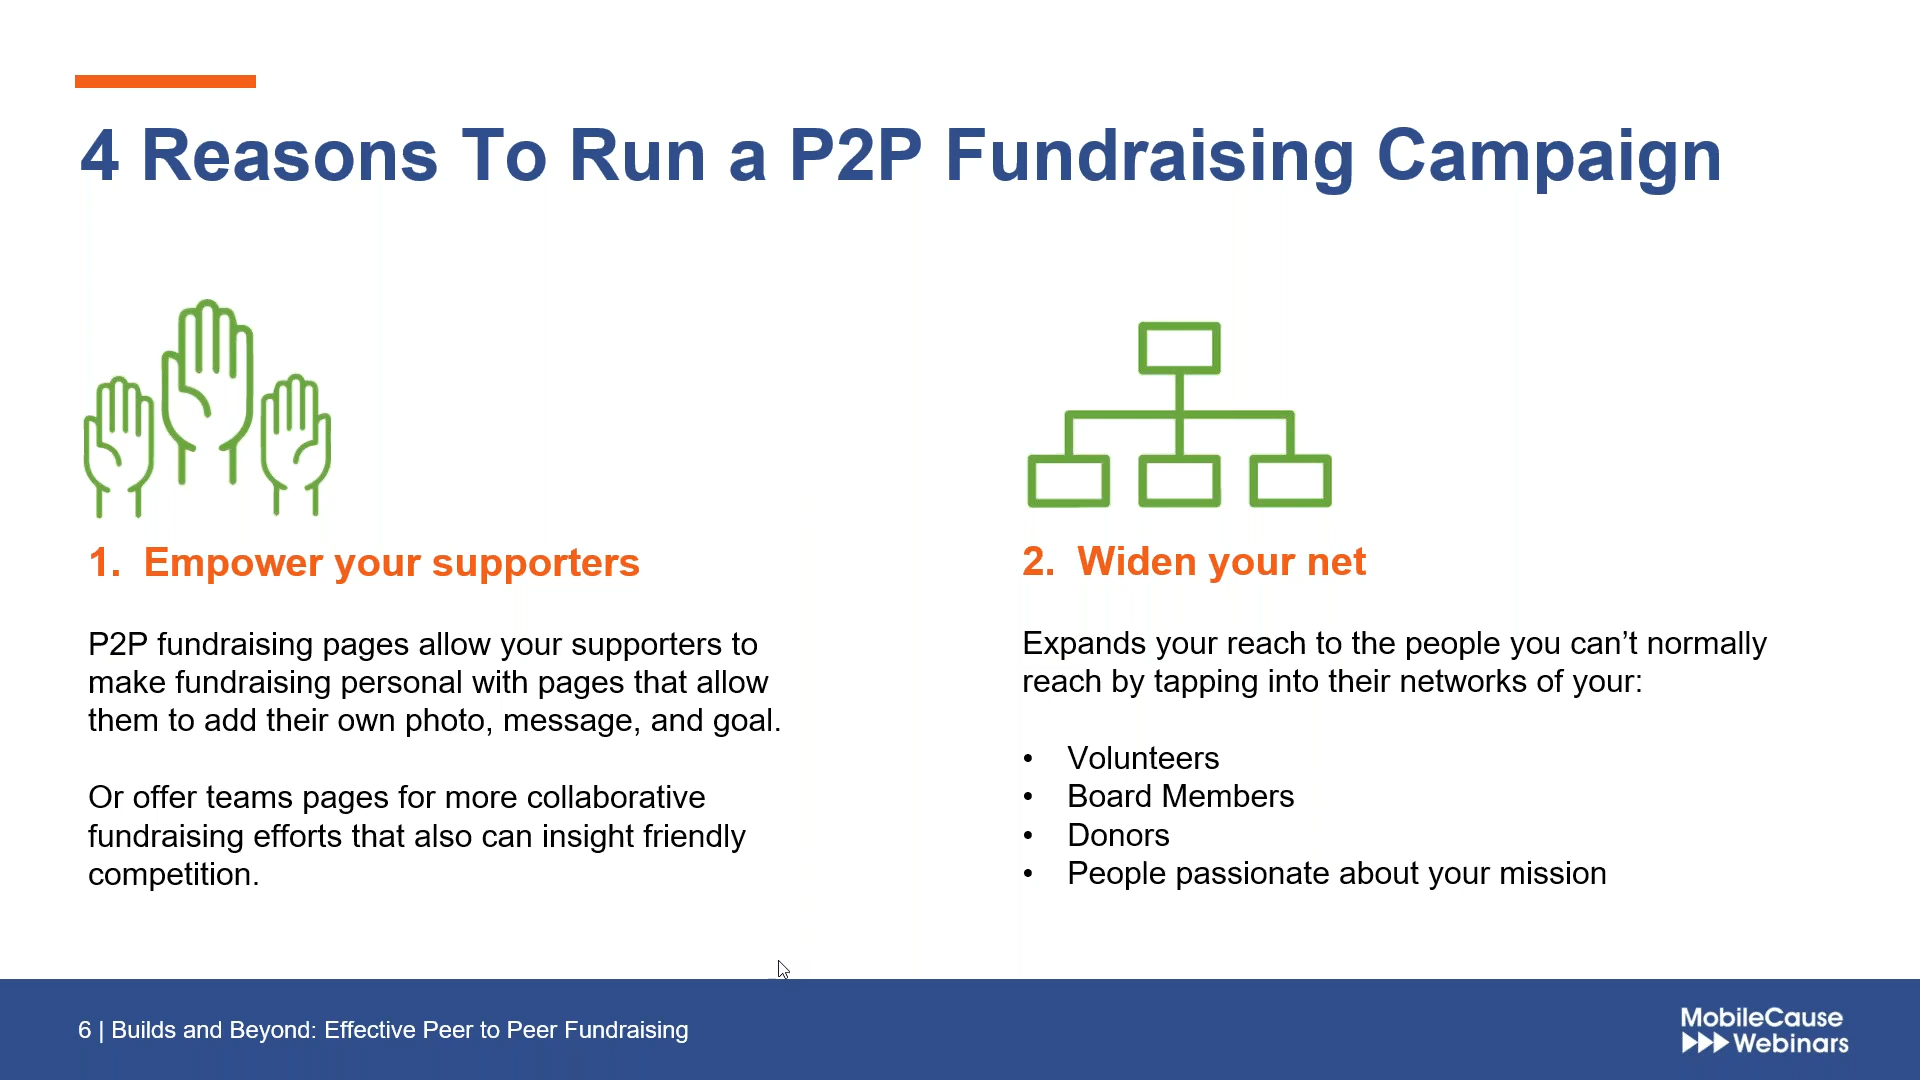 4 Reasons To Run a P2P Fundraising Campaign
1. Empower your supporters
P2P fundraising pages allow your supporters to
make fundraising personal with pages that allow
them to add their own photo, message, and goal.
Or offer teams pages for more collaborative
fundraising efforts that also can insight friendly
competition.
2. Widen your net
Expands your reach to the people you can’t normally
reach by tapping into their networks of your:
• Volunteers
• Board Members
• Donors
• People passionate about your mission
6 | Builds and Beyond: Effective Peer to Peer Fundraising
MobileCause
Webinars